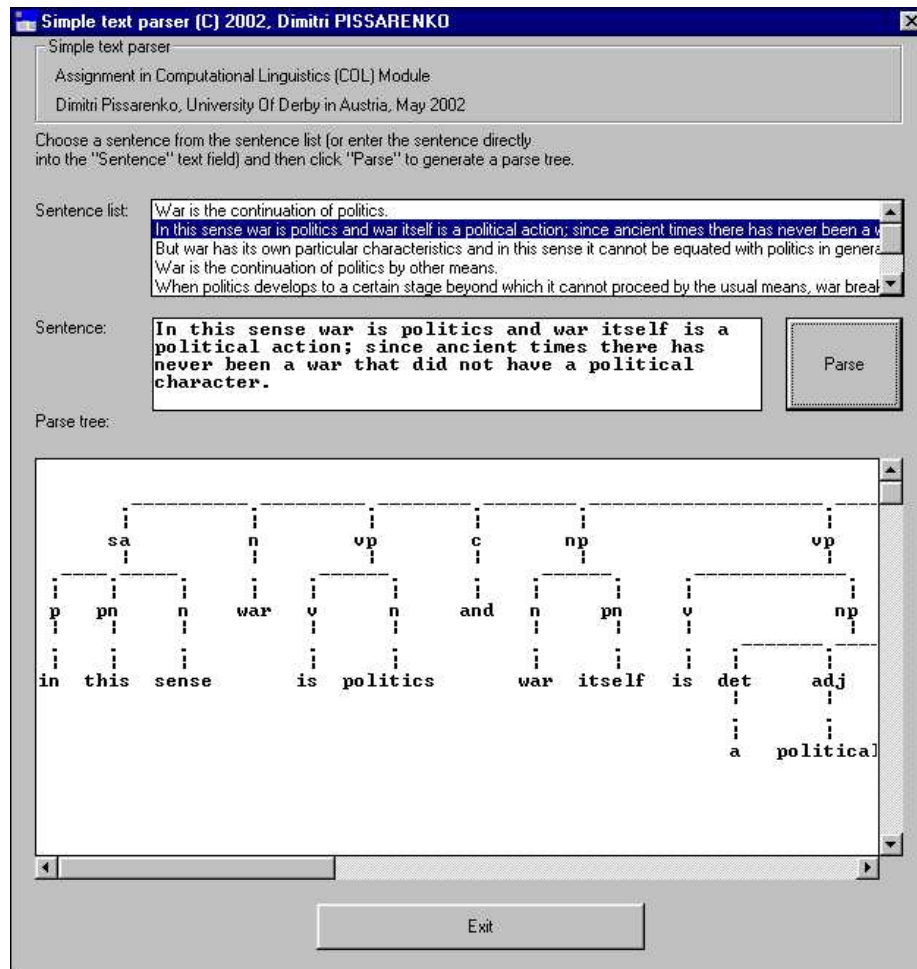 Simple text parser (C) 2002, Dimitri PISSARENKO
Simple text parser
Assignment in Computational Linguistics (COL) Module
Dimitri Pissarenko, University Of Derby in Austria, May 2002
Choose a sentence from the sentence list (or enter the sentence directly
into the "Sentence" text field) and then click "Parse" to generate a parse tree.
Sentence list:
War is the continuation of politics.
In this sense war is politics and war itself is a political action; since ancient times there has never been a w
But war has its own particular characteristics and in this sense it cannot be equated with politics in genera
War is the continuation of politics by other means.
When politics develops to a certain stage beyond which it cannot proceed by the usual means, war break
Sentence:
In this sense war is politics and war itself is a
political action; since ancient times there has
never been a war that did not have a political
character.
Parse
Parse tree:
sa n vp c np vp
p pn n war v n and n pn v np
in this sense is politics war itself is det adj
a political
Exit